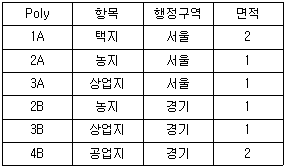 Poly 항목 행정구역 면적
1A 택지 서울 2
2A 농지 서울 1
3A 상업지 서울 1
2B 농지 경기 1
3B 상업지 경기 1
4B 공업지 경기 2